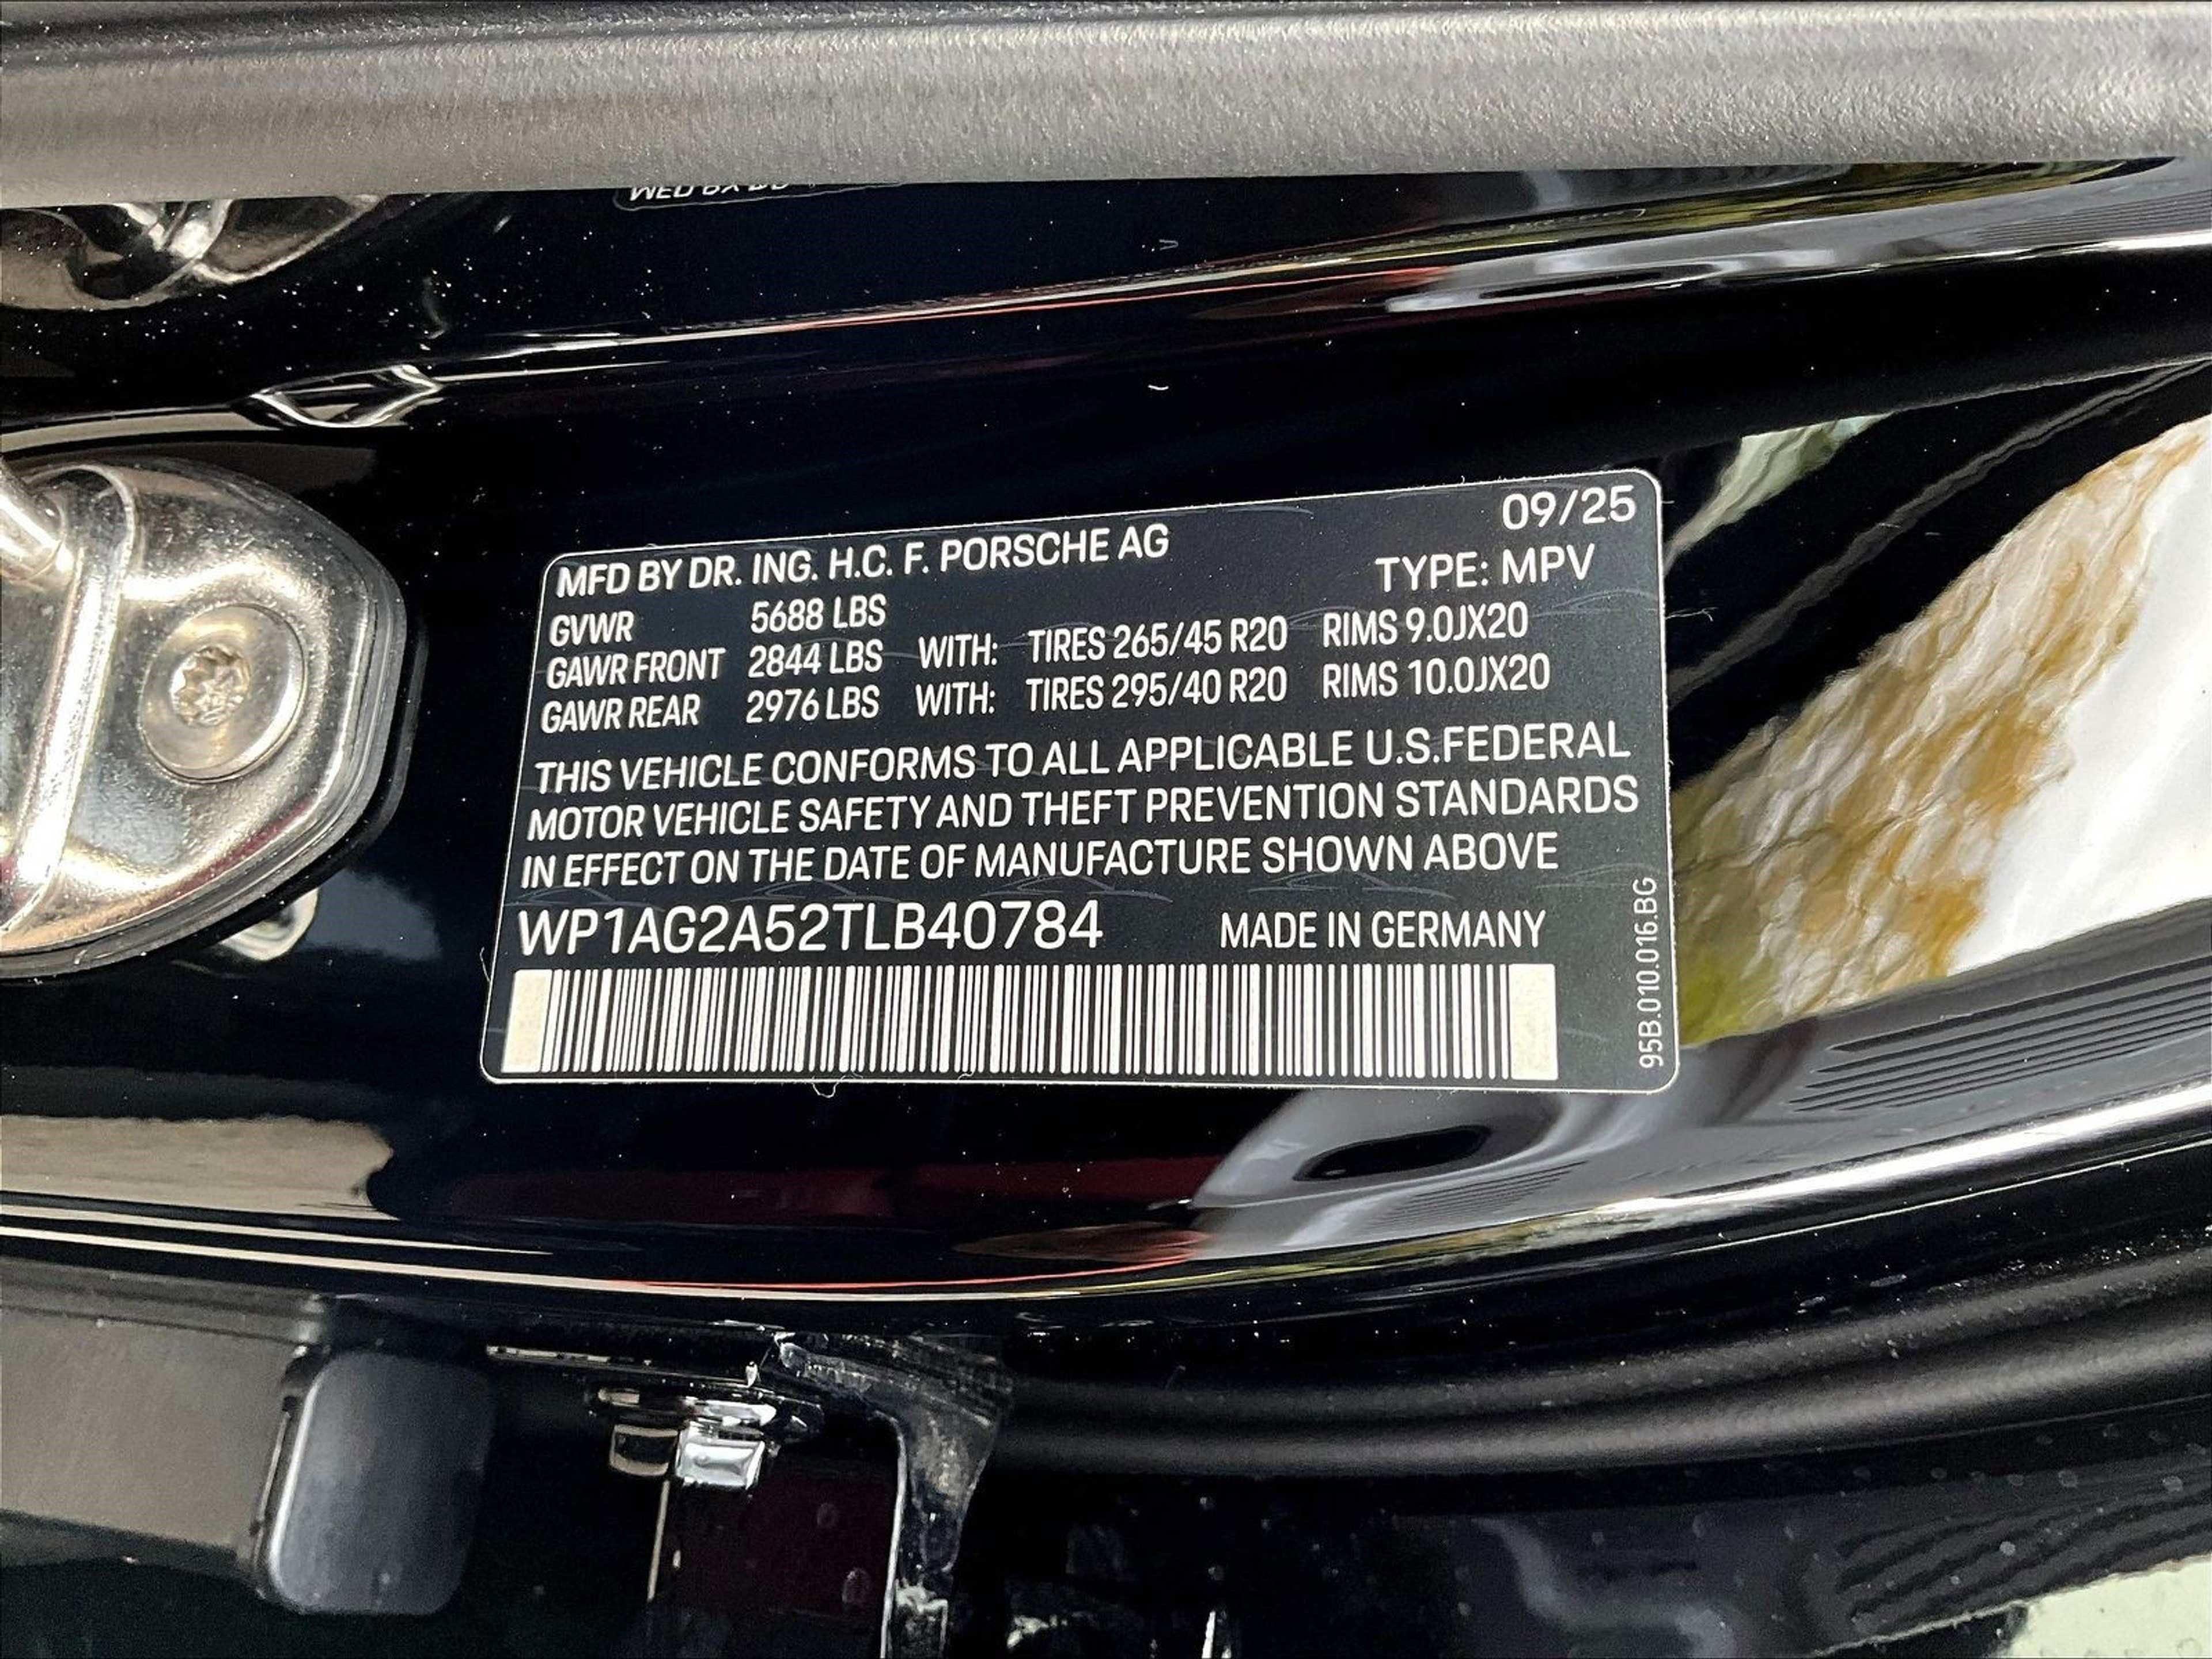 09/25
MFD BY DR. ING. H.C. F. PORSCHE AG
TYPE: MPV
GVWR 5688 LBS
GAWR FRONT 2844 LBS WITH: TIRES 265/45 R20 RIMS 9.0JX20
GAWR REAR 2976 LBS WITH: TIRES 295/40 R20 RIMS 10.0JX20
THIS VEHICLE CONFORMS TO ALL APPLICABLE U.S.FEDERAL
MOTOR VEHICLE SAFETY AND THEFT PREVENTION STANDARDS
IN EFFECT ON THE DATE OF MANUFACTURE SHOWN ABOVE
WP1AG2A52TLB40784 MADE IN GERMANY
95B.010.016.BG